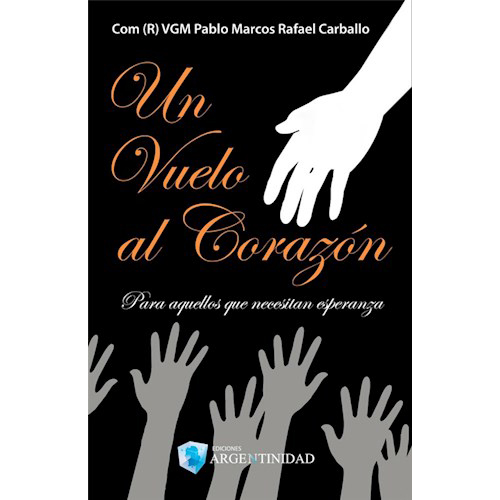 Com (R) VGM Pablo Marcos Rafael Carballo
Un
Vuelo
al Corazón
Para aquellos que necesitan esperanza
EDICIONES
ARGENTINIDAD